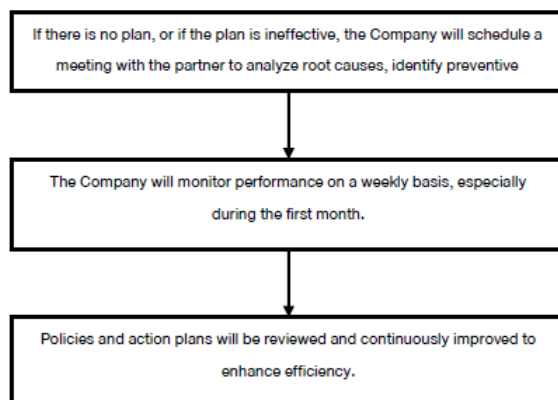 If there is no plan, or if the plan is ineffective, the Company will schedule a
meeting with the partner to analyze root causes, identify preventive
The Company will monitor performance on a weekly basis, especially
during the first month.
Policies and action plans will be reviewed and continuously improved to
enhance efficiency.